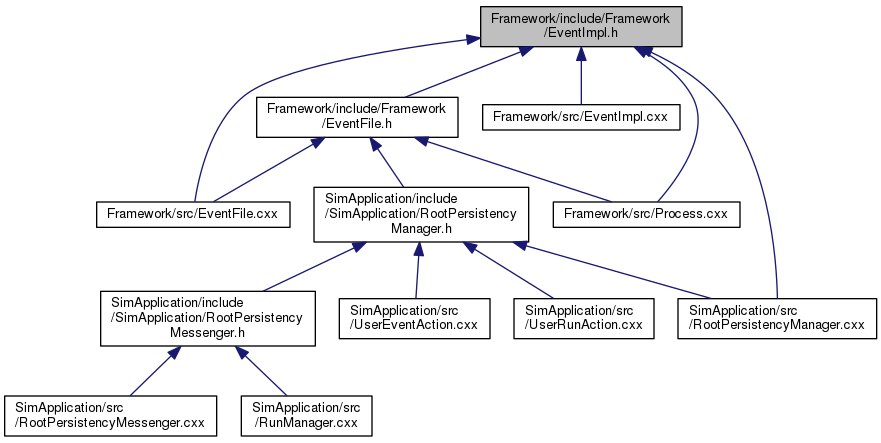 Framework/include/Framework
/EventImpl.h
Framework/include/Framework
/EventFile.h
Framework/src/EventImpl.cxx
Framework/src/EventFile.cxx
SimApplication/include
/SimApplication/RootPersistency
Manager.h
Framework/src/Process.cxx
SimApplication/include
/SimApplication/RootPersistency
Messenger.h
SimApplication/src
/UserEventAction.cxx
SimApplication/src
/UserRunAction.cxx
SimApplication/src
/RootPersistencyManager.cxx
SimApplication/src
/RootPersistencyMessenger.cxx
SimApplication/src
/RunManager.cxx